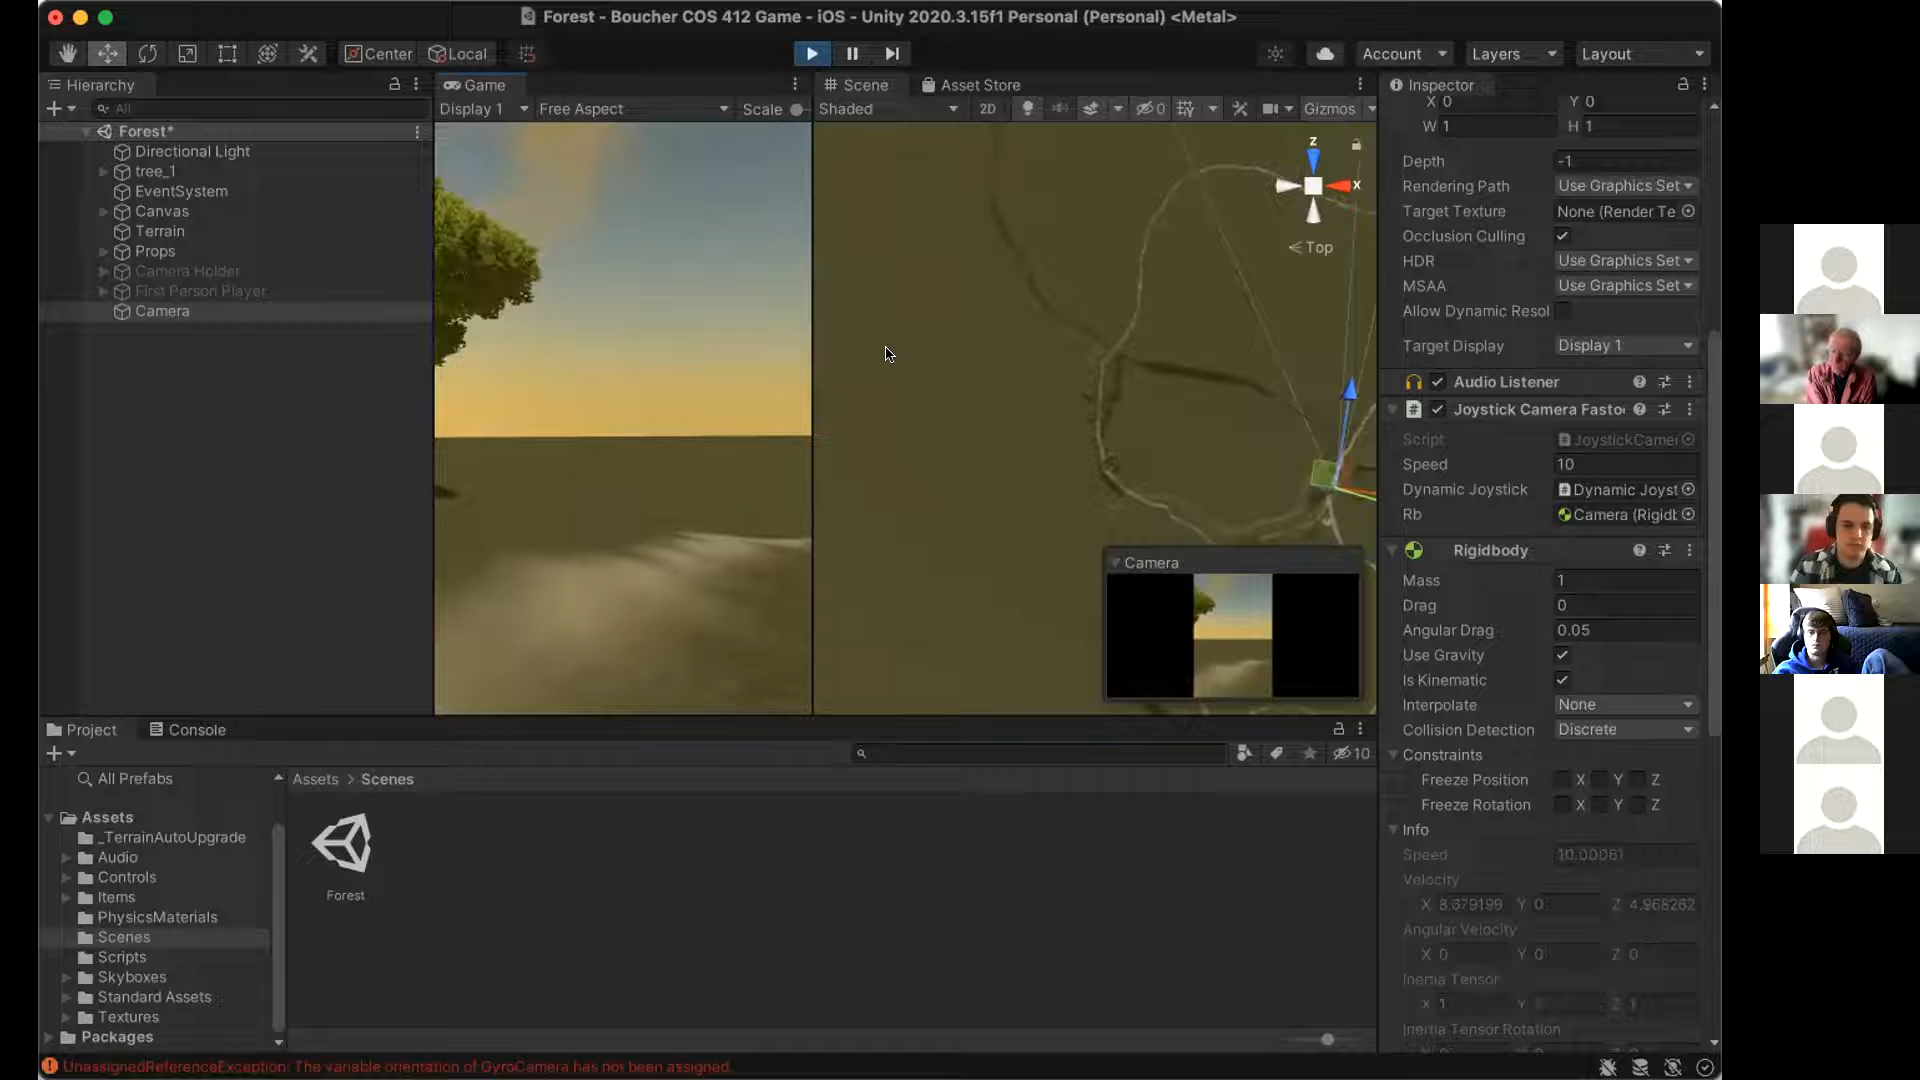 Forest - Boucher COS 412 Game - iOS - Unity 2020.3.15f1 Personal (Personal) <Metal>
Center
Local
Account
Layers
Layout
Hierarchy
All
Forest*
Directional Light
tree_1
EventSystem
Canvas
Terrain
Props
Camera Holder
First Person Player
Camera
Game
Display 1
Free Aspect
Scale
Scene
Asset Store
Shaded
2D
0
Gizmos
z
x
< Top
Camera
Inspector
X 0 Y 0
W 1 H 1
Depth -1
Rendering Path Use Graphics Set
Target Texture None (Render Te
Occlusion Culling
HDR Use Graphics Set
MSAA Use Graphics Set
Allow Dynamic Resol
Target Display Display 1
Audio Listener
Joystick Camera Fasto
Script JoystickCamer
Speed 10
Dynamic Joystick Dynamic Joyst
Rb Camera (Rigidb
Rigidbody
Mass 1
Drag 0
Angular Drag 0.05
Use Gravity
Is Kinematic
Interpolate None
Collision Detection Discrete
Constraints
Freeze Position X Y Z
Freeze Rotation X Y Z
Info
Speed 10.00061
Velocity
X 8.679199 Y 0 Z 4.968262
Angular Velocity
X 0 Y 0 Z 0
Inertia Tensor
X 1 Y Z 1
Inertia Tensor Rotation
Project
Console
10
All Prefabs
Assets
_TerrainAutoUpgrade
Audio
Controls
Items
PhysicsMaterials
Scenes
Scripts
Skyboxes
Standard Assets
Textures
Packages
Assets > Scenes
Forest
UnassignedReferenceException: The variable orientation of GyroCamera has not been assigned.